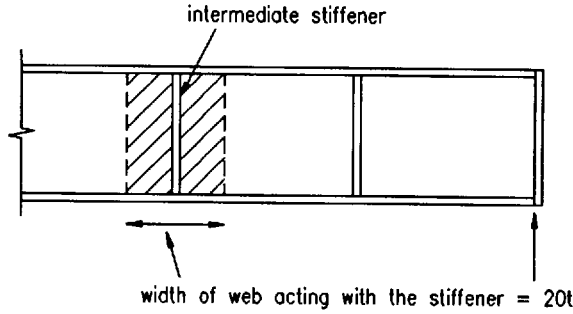 intermediate stiffener
width of web acting with the stiffener = 20t